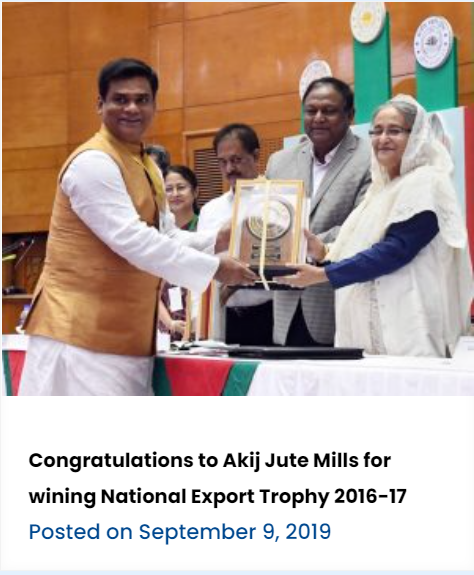 Congratulations to Akij Jute Mills for
wining National Export Trophy 2016-17
Posted on September 9, 2019